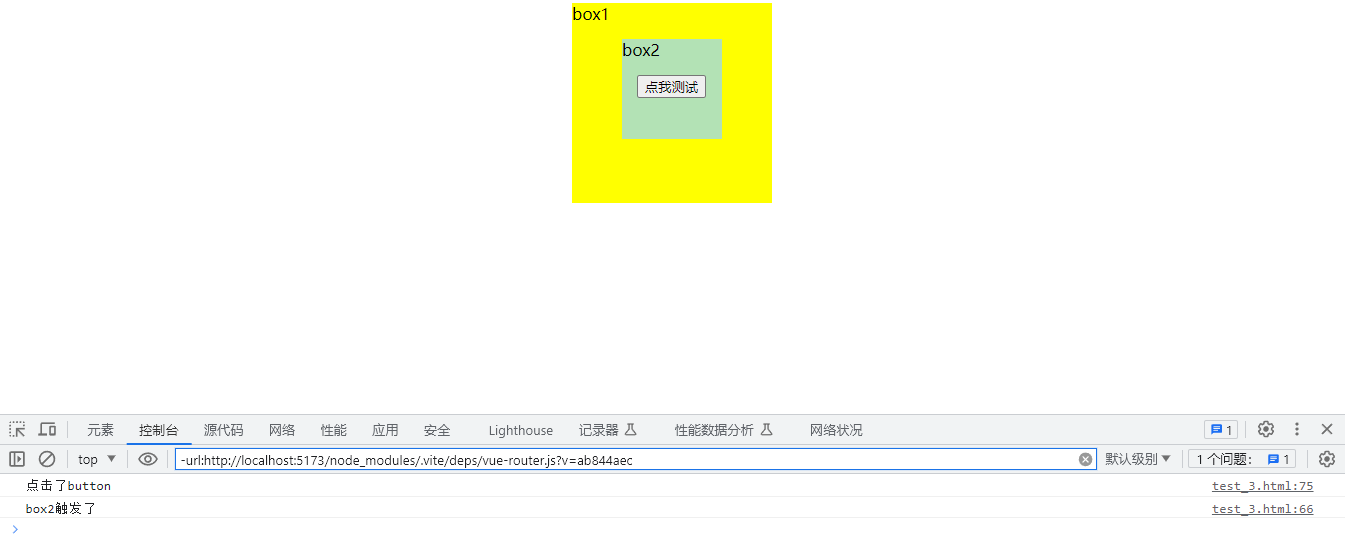 box1
box2
点我测试
元素 控制台 源代码 网络 性能 应用 安全 Lighthouse 记录器 性能数据分析 网络状况 1
top -url:http://localhost:5173/node_modules/.vite/deps/vue-router.js?v=ab844aec 默认级别 1 个问题： 1
点击了button test_3.html:75
box2触发了 test_3.html:66